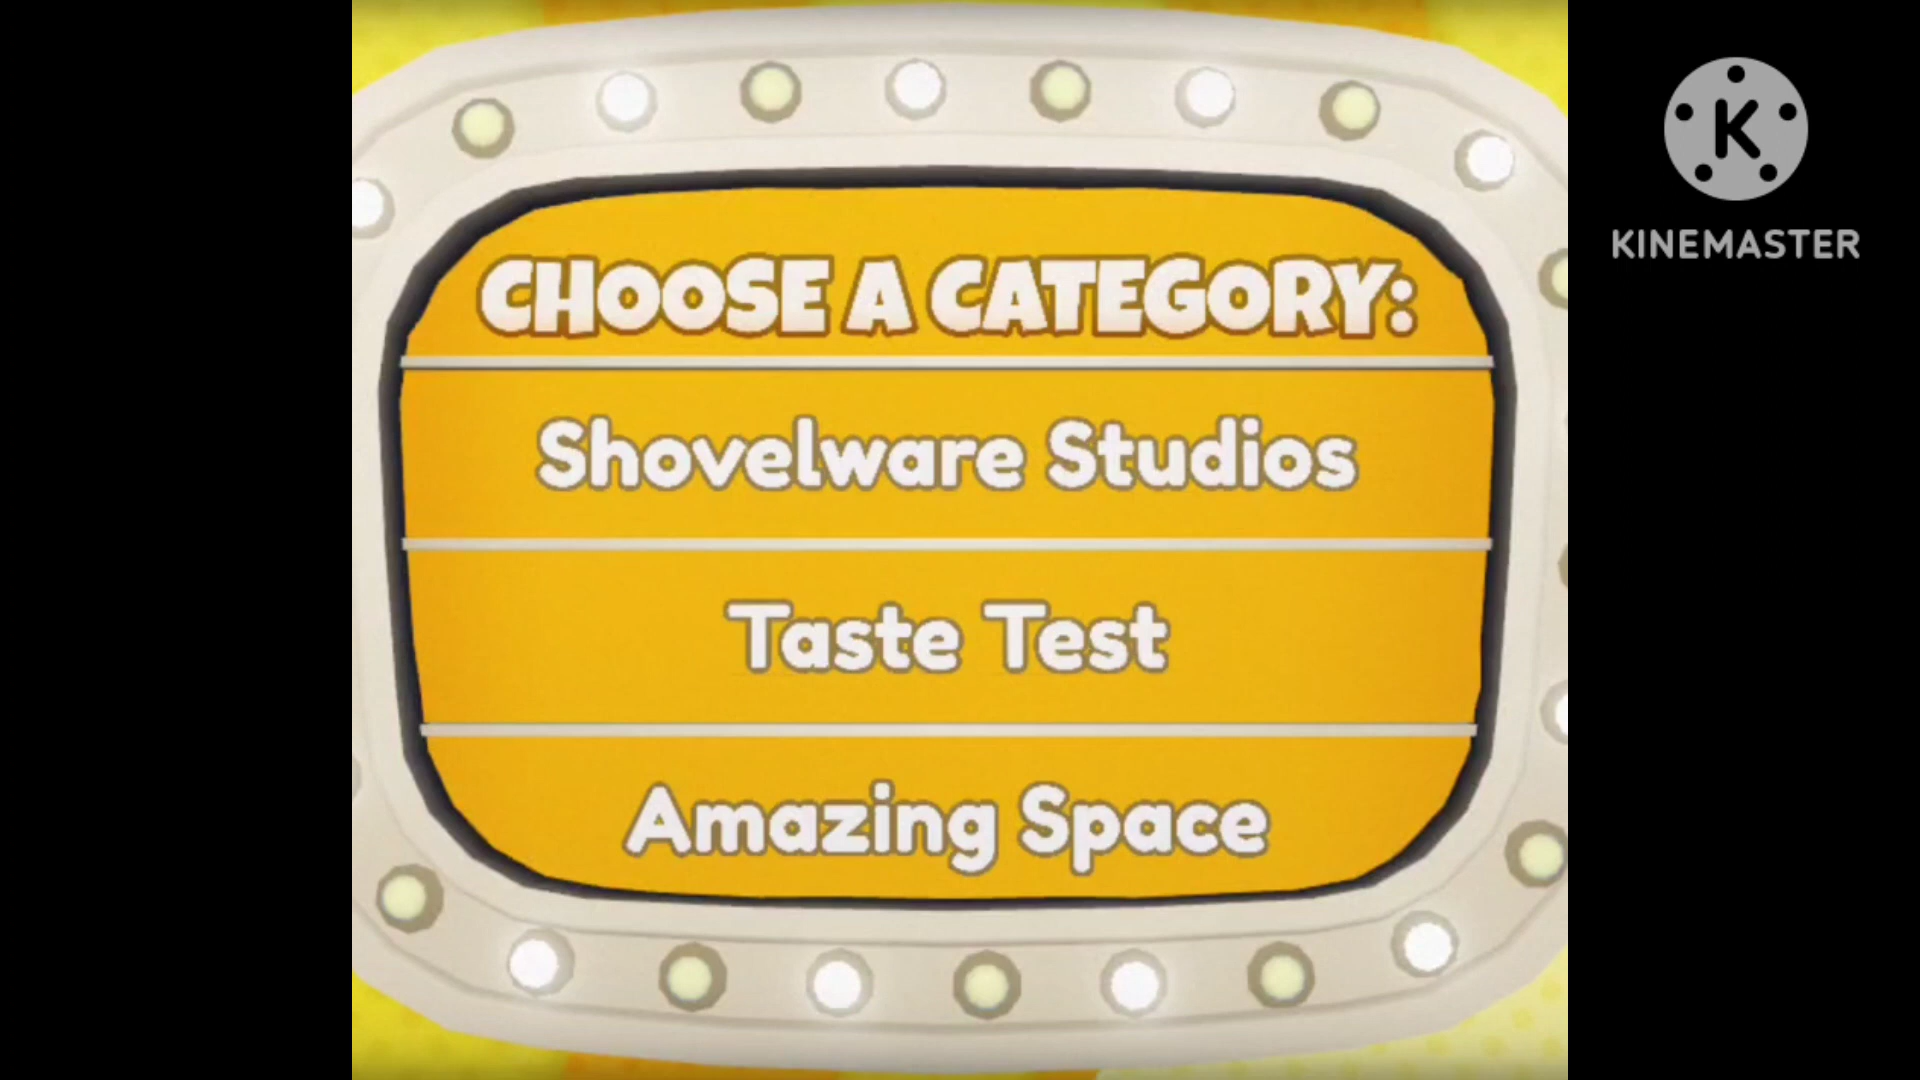 CHOOSE A CATEGORY:
Shovelware Studios
Taste Test
Amazing Space
K
KINEMASTER